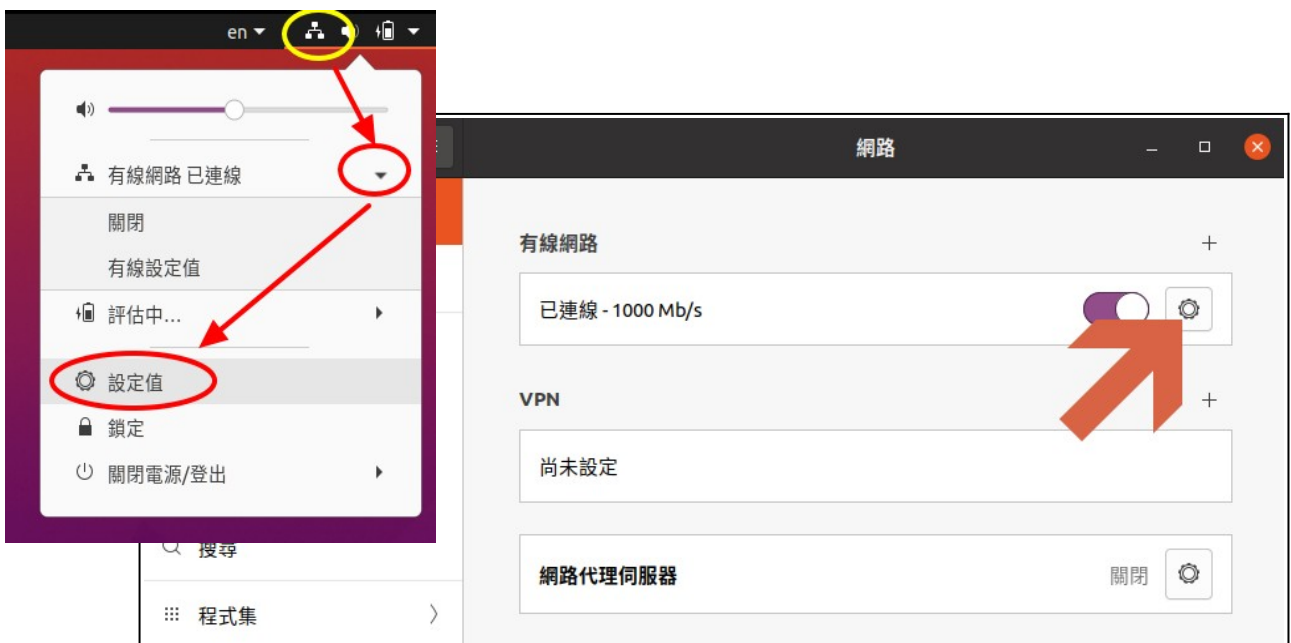 en
有線網路 已連線
關閉
有線設定值
評估中...
設定值
鎖定
關閉電源/登出
搜尋
程式集
網路
有線網路
已連線 - 1000 Mb/s
VPN
尚未設定
網路代理伺服器
關閉